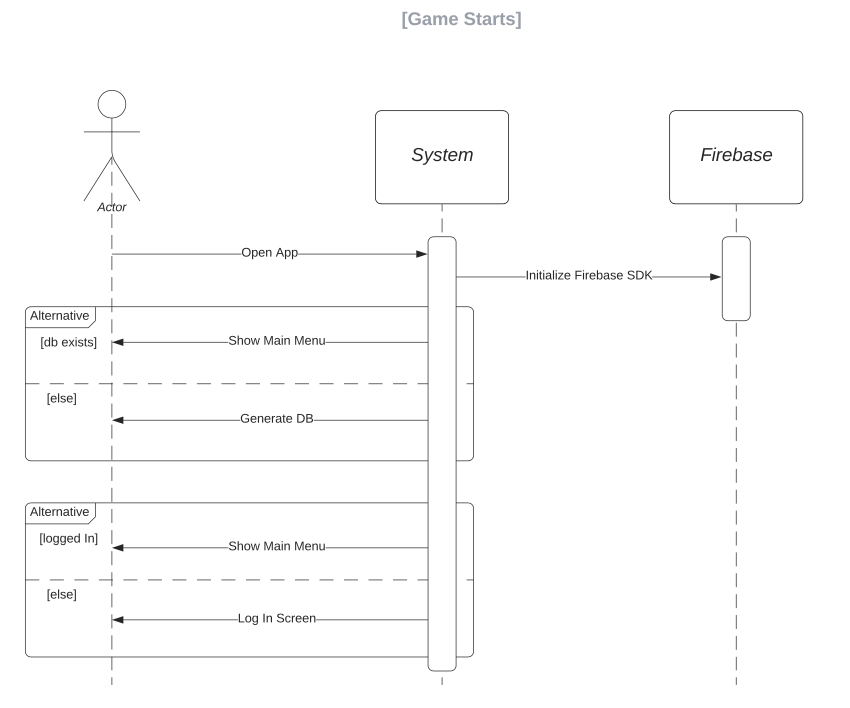 [Game Starts]
System
Firebase
Actor
Open App
Initialize Firebase SDK
Alternative
[db exists]
Show Main Menu
[else]
Generate DB
Alternative
[logged In]
Show Main Menu
[else]
Log In Screen